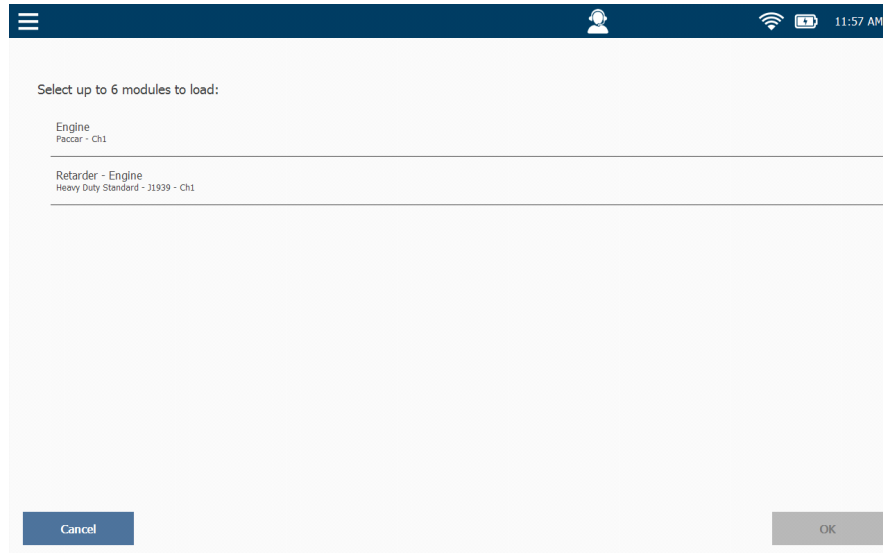 11:57 AM
Select up to 6 modules to load:
Engine
Paccar - Ch1
Retarder - Engine
Heavy Duty Standard - J1939 - Ch1
Cancel
OK